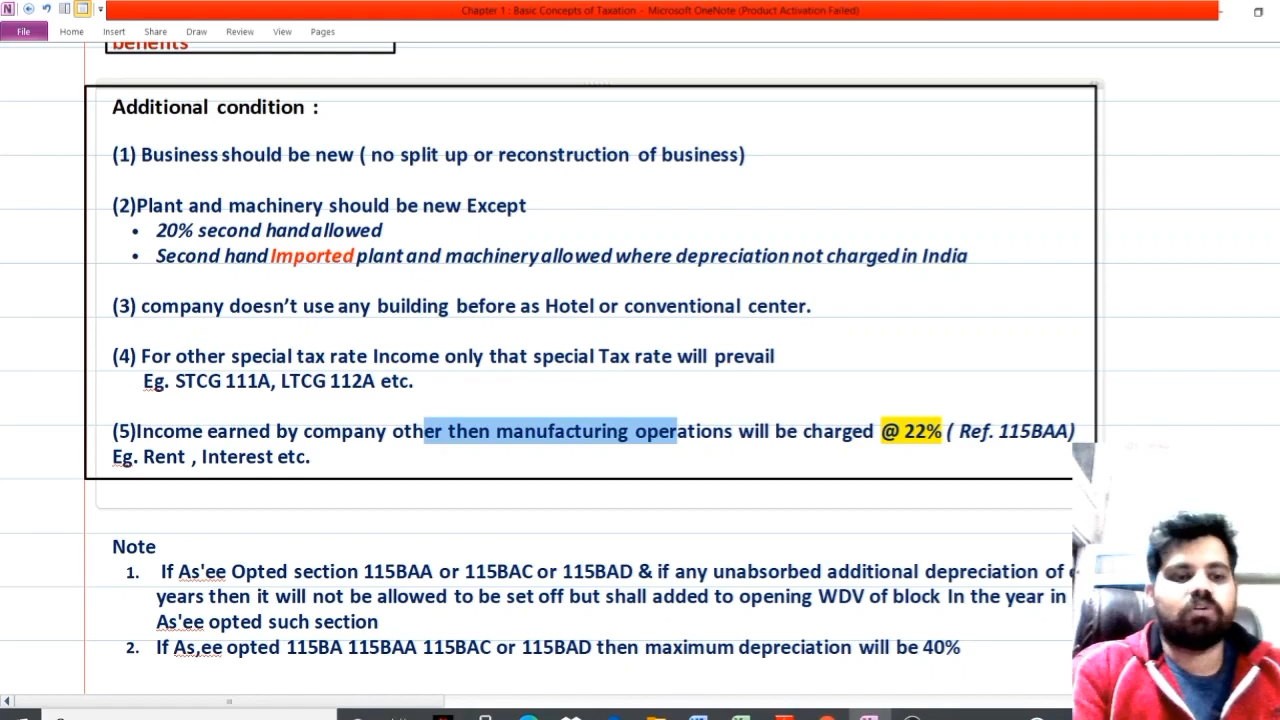 Chapter 1 : Basic Concepts of Taxation - Microsoft OneNote (Product Activation Failed)
File Home Insert Share Draw Review View Pages
benefits
Additional condition :
(1) Business should be new ( no split up or reconstruction of business)
(2)Plant and machinery should be new Except
• 20% second hand allowed
• Second hand Imported plant and machinery allowed where depreciation not charged in India
(3) company doesn't use any building before as Hotel or conventional center.
(4) For other special tax rate Income only that special Tax rate will prevail
Eg. STCG 111A, LTCG 112A etc.
(5)Income earned by company other then manufacturing operations will be charged @ 22% ( Ref. 115BAA)
Eg. Rent , Interest etc.
Note
1. If As'ee Opted section 115BAA or 115BAC or 115BAD & if any unabsorbed additional depreciation of
years then it will not be allowed to be set off but shall added to opening WDV of block In the year in
As'ee opted such section
2. If As,ee opted 115BA 115BAA 115BAC or 115BAD then maximum depreciation will be 40%